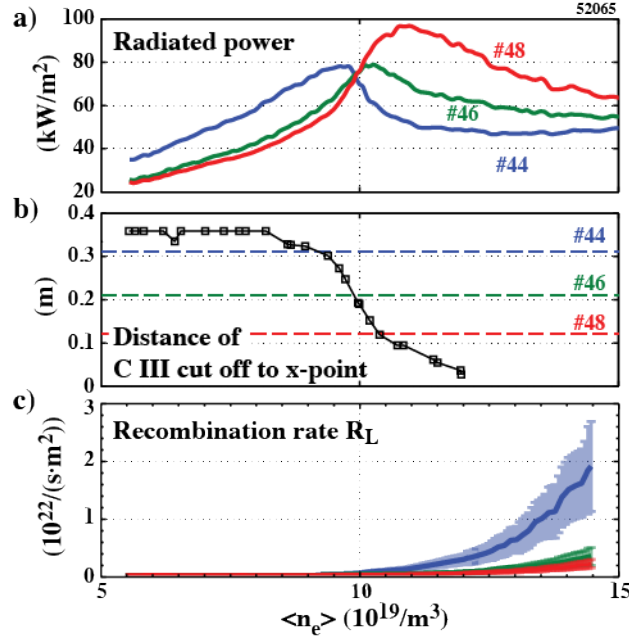 52065
a)
Radiated power
(kW/m²)
100
80
60
40
20
#48
#46
#44
b)
(m)
0.4
0.3
0.2
0.1
0
#44
#46
#48
Distance of
C III cut off to x-point
c)
Recombination rate R_L
(10²²/(s·m²)
3
2
1
0
5
10
15
<n_e> (10¹⁹/m³)